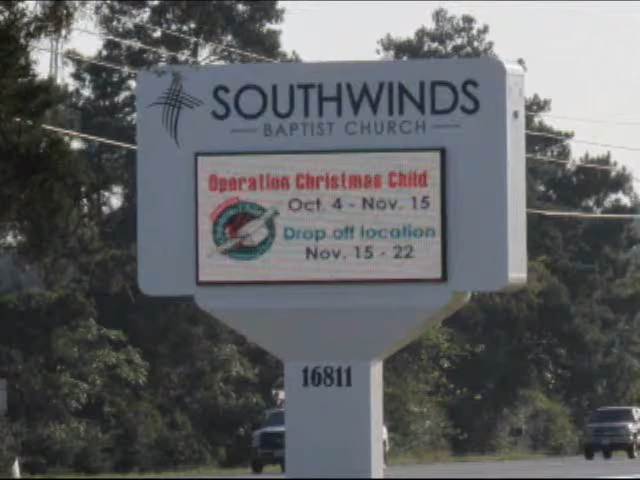 SOUTHWINDS
BAPTIST CHURCH
Operation Christmas Child
Oct. 4 - Nov. 15
Drop off location
Nov. 15 - 22
16811